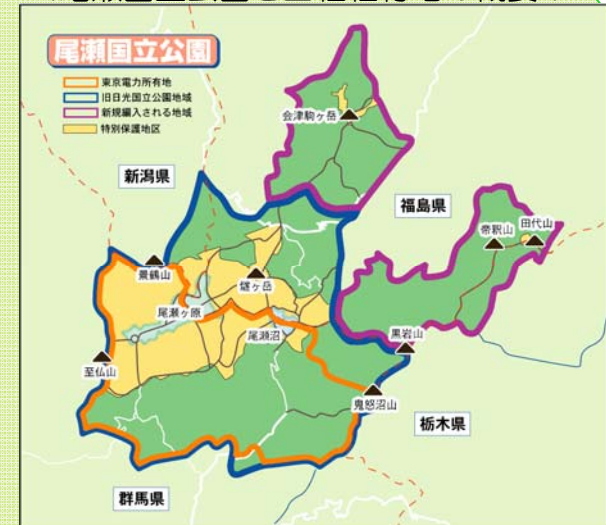 尾瀬国立公園
東京電力所有地
旧日光国立公園地域
新規編入される地域
特別保護地区
会津駒ヶ岳
新潟県
福島県
帝釈山
田代山
景鶴山
燧ヶ岳
尾瀬ヶ原
尾瀬沼
黒岩山
至仏山
鬼怒沼山
栃木県
群馬県